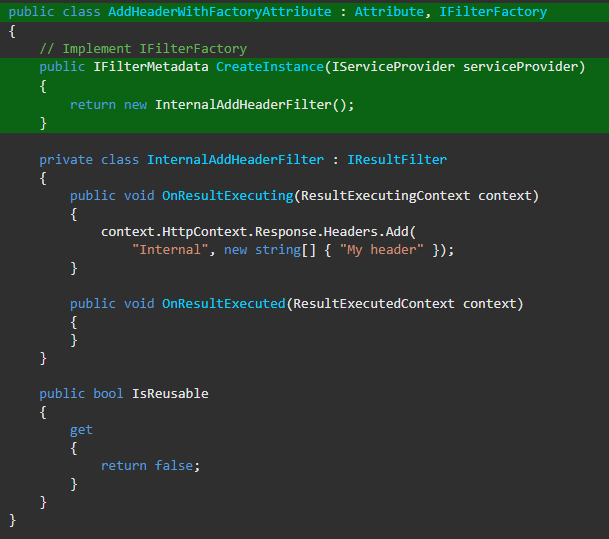 public class AddHeaderWithFactoryAttribute : Attribute, IFilterFactory
{
    // Implement IFilterFactory
    public IFilterMetadata CreateInstance(IServiceProvider serviceProvider)
    {
        return new InternalAddHeaderFilter();
    }

    private class InternalAddHeaderFilter : IResultFilter
    {
        public void OnResultExecuting(ResultExecutingContext context)
        {
            context.HttpContext.Response.Headers.Add(
                "Internal", new string[] { "My header" });
        }

        public void OnResultExecuted(ResultExecutedContext context)
        {
        }
    }

    public bool IsReusable
    {
        get
        {
            return false;
        }
    }
}